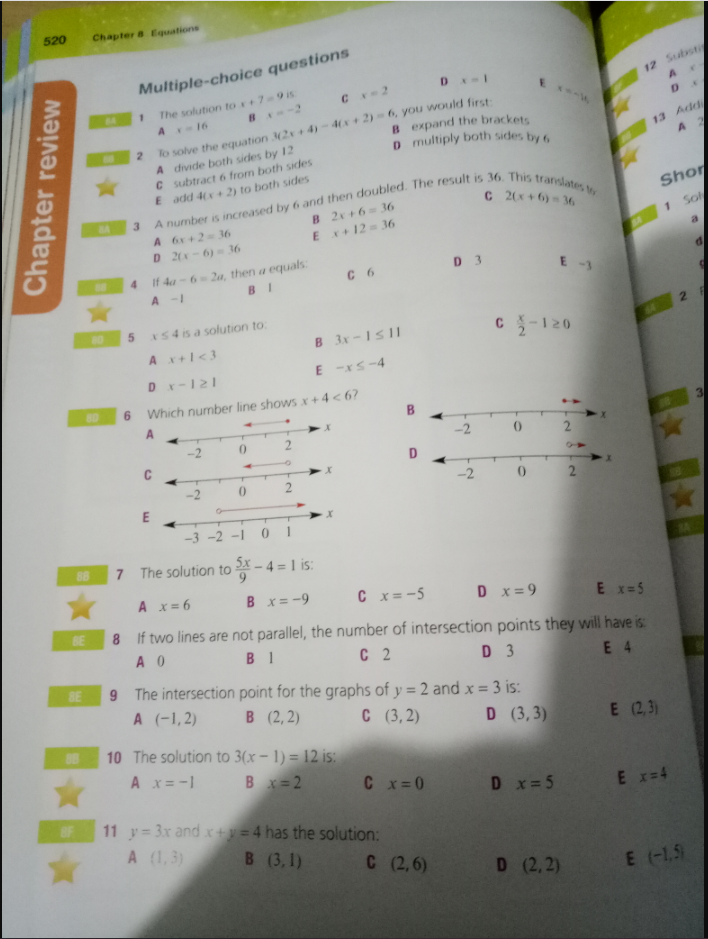 520 Chapter 8 Equations
Chapter review
Multiple-choice questions
8A 1 The solution to x + 7 = 9 is:
A x = 16 B x = −2 C x = 2 D x = 1 E x = −16
8B 2 To solve the equation 3(2x + 4) − 4(x + 2) = 6, you would first:
A divide both sides by 12 B expand the brackets
C subtract 6 from both sides D multiply both sides by 6
E add 4(x + 2) to both sides
8A 3 A number is increased by 6 and then doubled. The result is 36. This translates to
A 6x + 2 = 36 B 2x + 6 = 36 C 2(x + 6) = 36
D 2(x − 6) = 36 E x + 12 = 36
8B 4 If 4a − 6 = 2a, then a equals:
A −1 B 1 C 6 D 3 E −3
8D 5 x ≤ 4 is a solution to:
A x + 1 < 3 B 3x − 1 ≤ 11 C x/2 − 1 ≥ 0
D x − 1 ≥ 1 E −x ≤ −4
8D 6 Which number line shows x + 4 < 6?
A −2 0 2 x B −2 0 2 x
C −2 0 2 x D −2 0 2 x
E −3 −2 −1 0 1 x
8B 7 The solution to 5x/9 − 4 = 1 is:
A x = 6 B x = −9 C x = −5 D x = 9 E x = 5
8E 8 If two lines are not parallel, the number of intersection points they will have is:
A 0 B 1 C 2 D 3 E 4
8E 9 The intersection point for the graphs of y = 2 and x = 3 is:
A (−1, 2) B (2, 2) C (3, 2) D (3, 3) E (2, 3)
8B 10 The solution to 3(x − 1) = 12 is:
A x = −1 B x = 2 C x = 0 D x = 5 E x = 4
8F 11 y = 3x and x + y = 4 has the solution:
A (1, 3) B (3, 1) C (2, 6) D (2, 2) E (−1, 5)
12
A
D
13
A
1
a
d
2
3